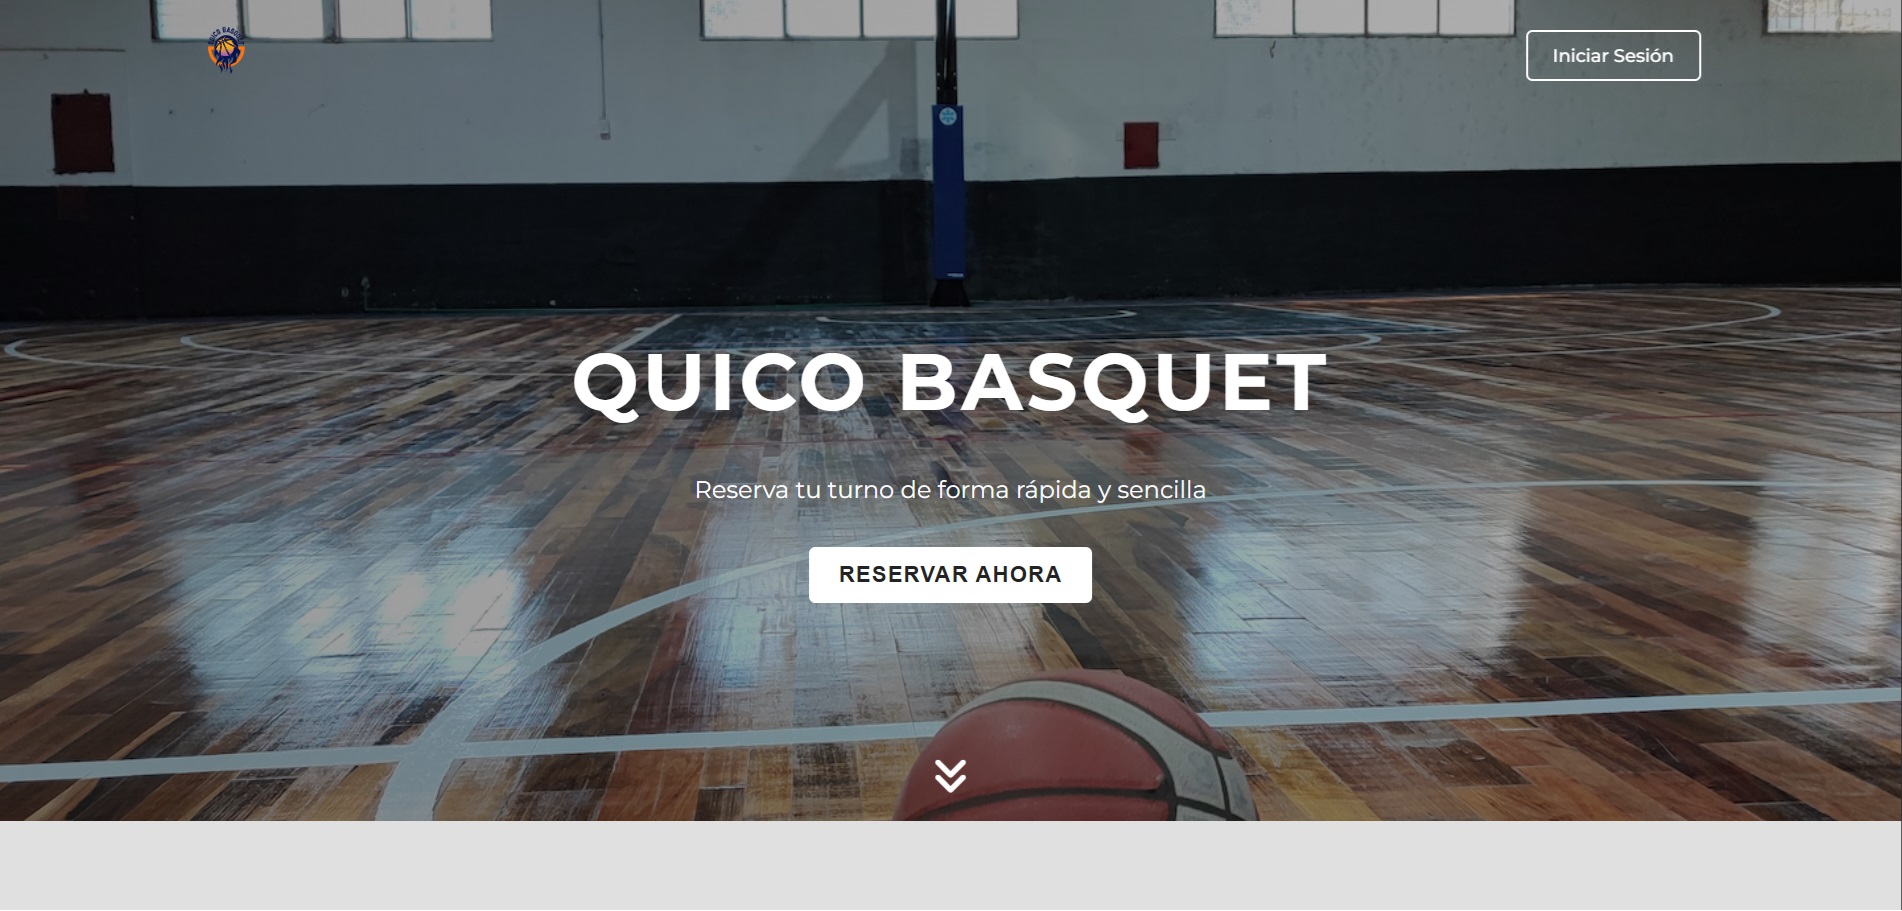 QUICO BASQUET
Iniciar Sesión
QUICO BASQUET
Reserva tu turno de forma rápida y sencilla
RESERVAR AHORA